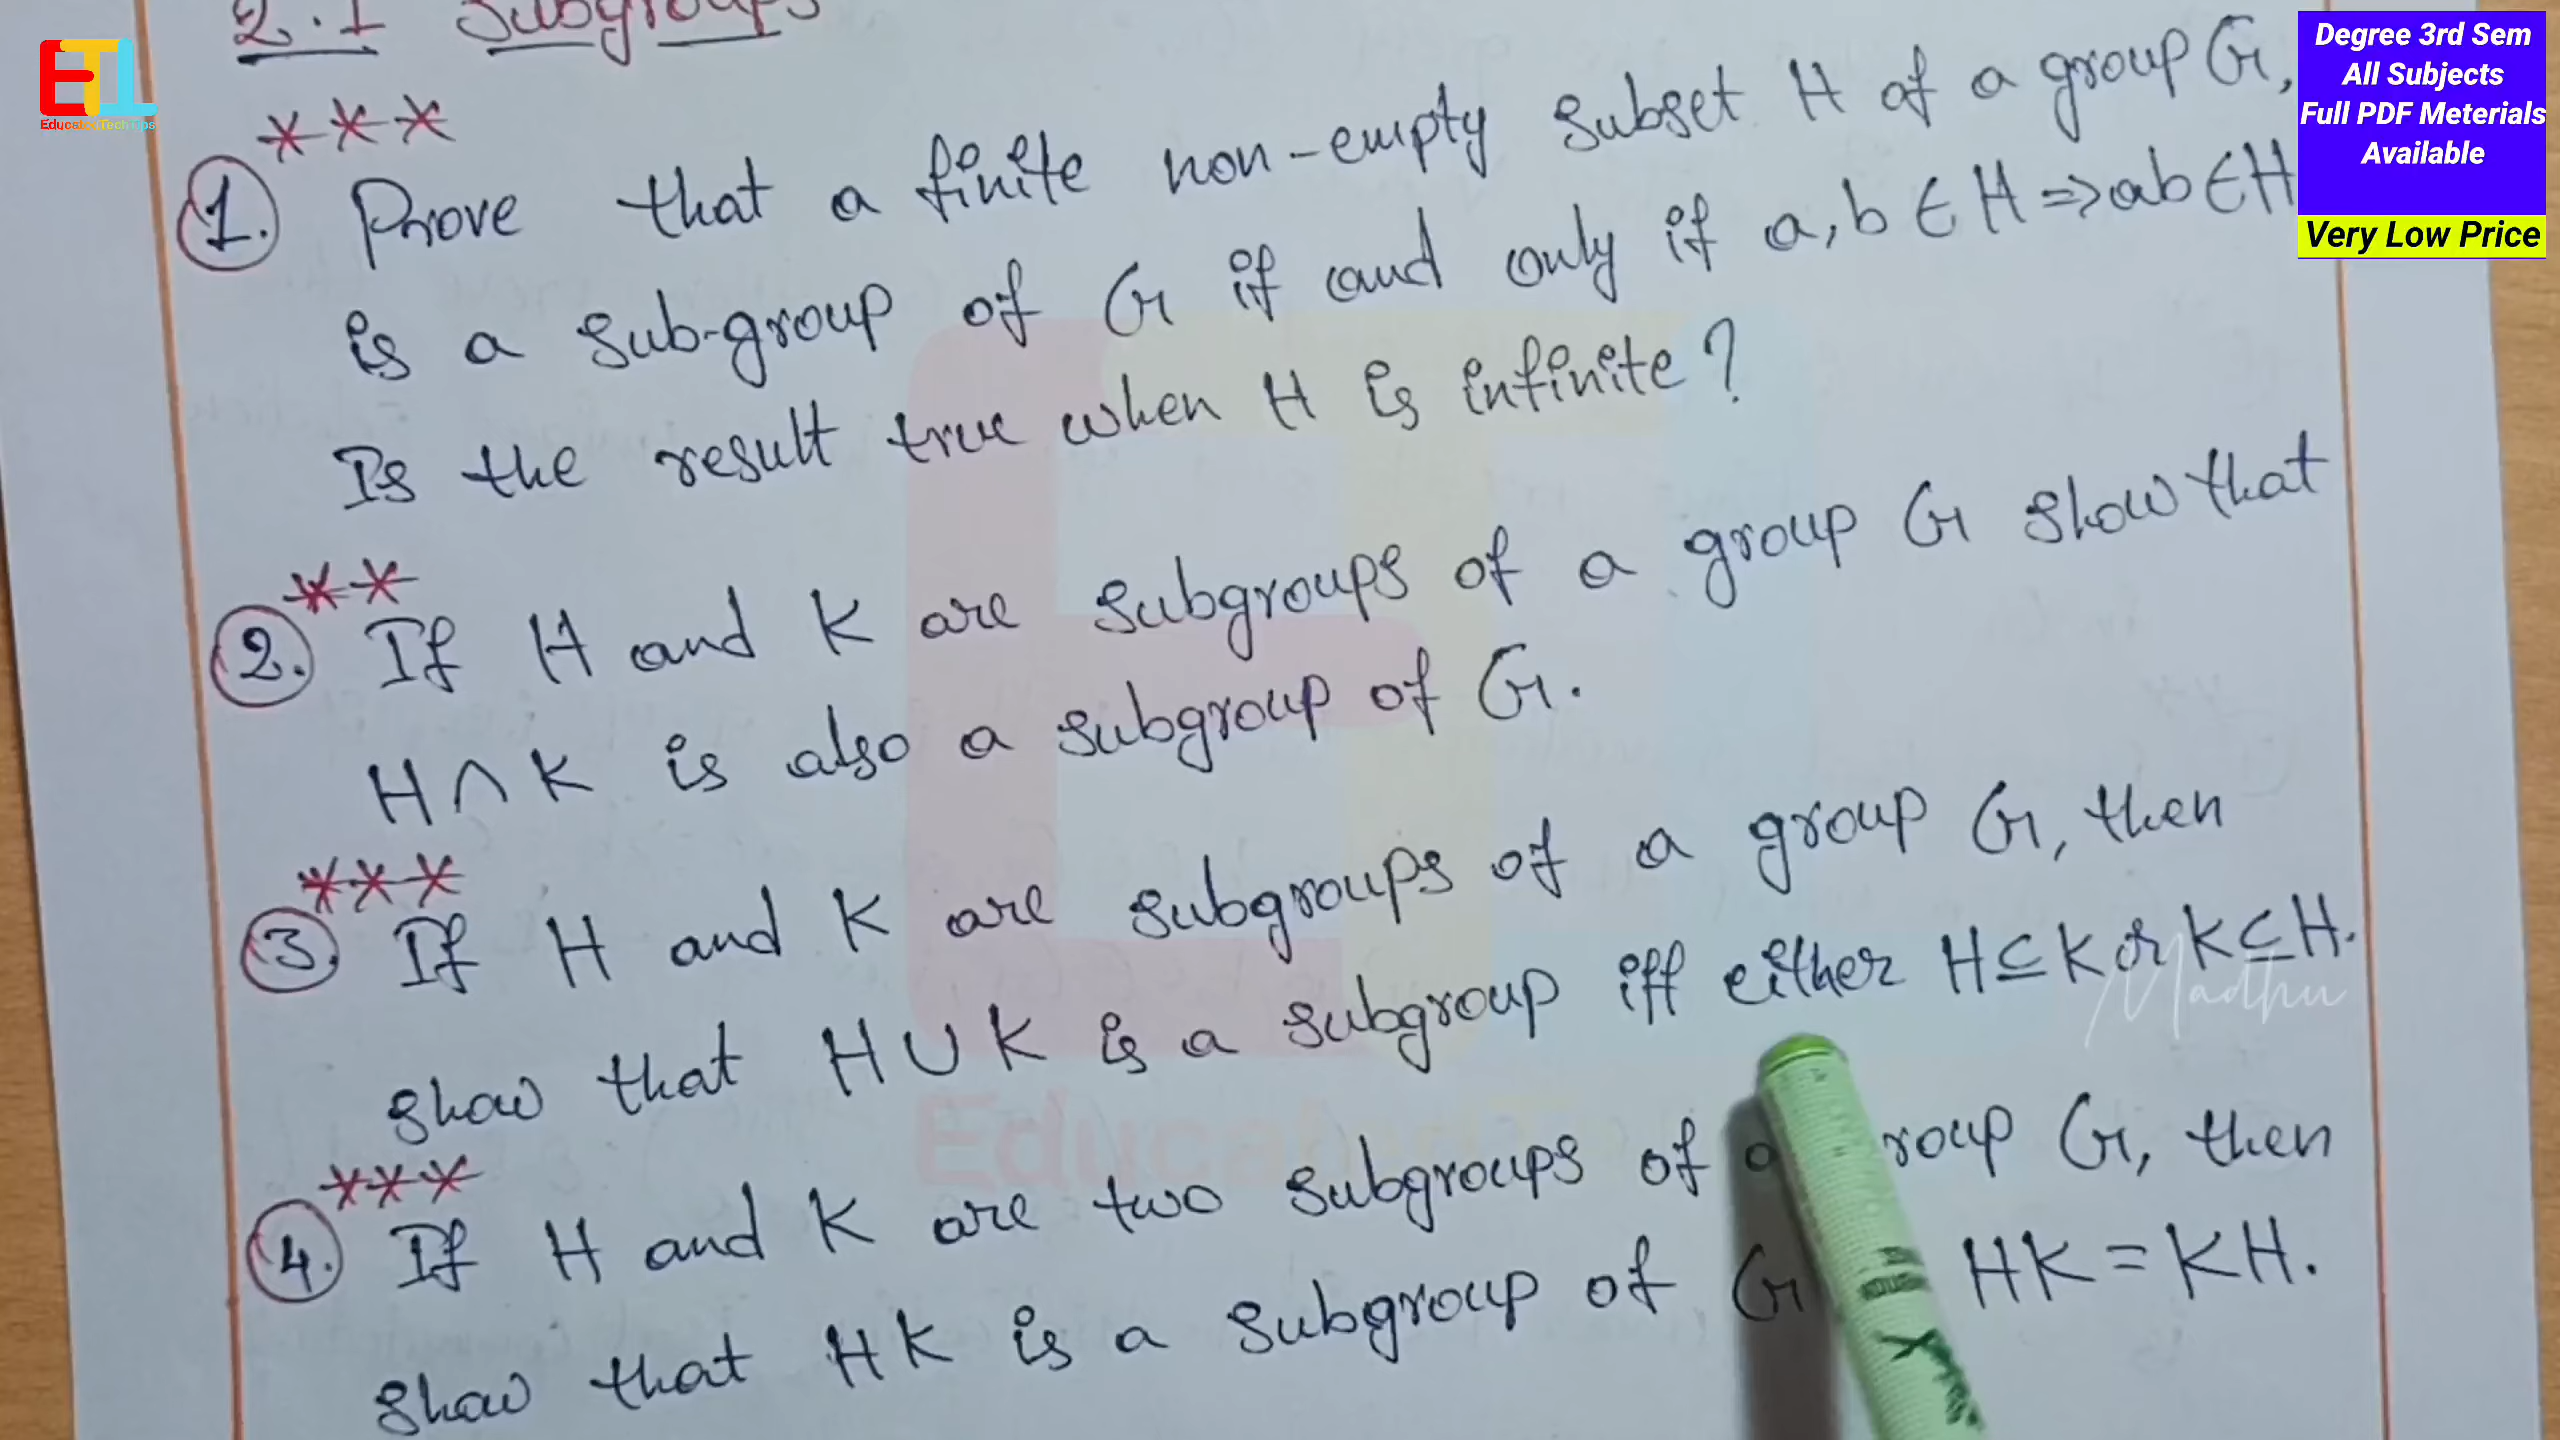 2.1 Subgroups
***
1. Prove that a finite non-empty subset H of a group G,
is a sub-group of G if and only if a, b ∈ H ⇒ ab ∈ H
Is the result true when H is infinite?
**
2. If H and K are subgroups of a group G show that
H ∩ K is also a subgroup of G.
***
3. If H and K are subgroups of a group G, then
show that H ∪ K is a subgroup iff either H ⊆ K or K ⊆ H.
***
4. If H and K are two subgroups of a roup G, then
show that HK is a subgroup of G HK = KH.
Degree 3rd Sem
All Subjects
Full PDF Meterials
Available
Very Low Price
ETL
Madhu
Educa